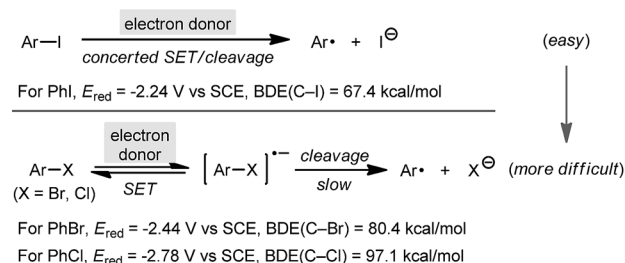 electron donor
Ar—I
Ar• + I⊖
(easy)
concerted SET/cleavage
For PhI, Ered = -2.24 V vs SCE, BDE(C–I) = 67.4 kcal/mol
electron
donor
Ar—X
[Ar—X]•–
cleavage
Ar• + X⊖
(more difficult)
(X = Br, Cl)
SET
slow
For PhBr, Ered = -2.44 V vs SCE, BDE(C–Br) = 80.4 kcal/mol
For PhCl, Ered = -2.78 V vs SCE, BDE(C–Cl) = 97.1 kcal/mol